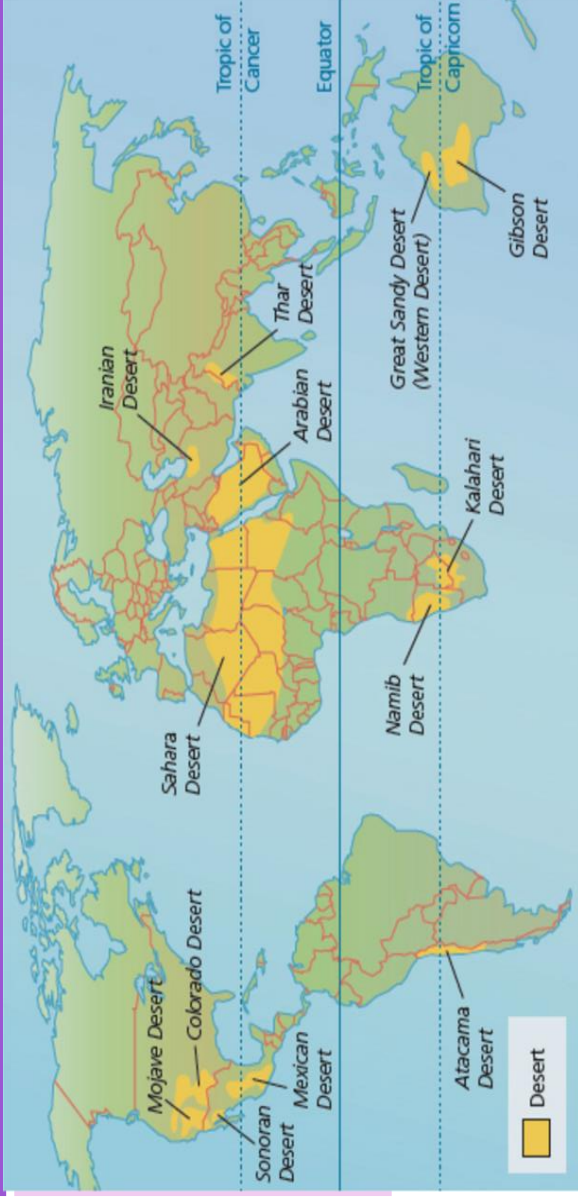 Tropic of
Cancer
Equator
Tropic of
Capricorn
Mojave Desert
Colorado Desert
Sonoran
Desert
Mexican
Desert
Atacama
Desert
Sahara
Desert
Namib
Desert
Kalahari
Desert
Iranian
Desert
Thar
Desert
Arabian
Desert
Great Sandy Desert
(Western Desert)
Gibson
Desert
Desert